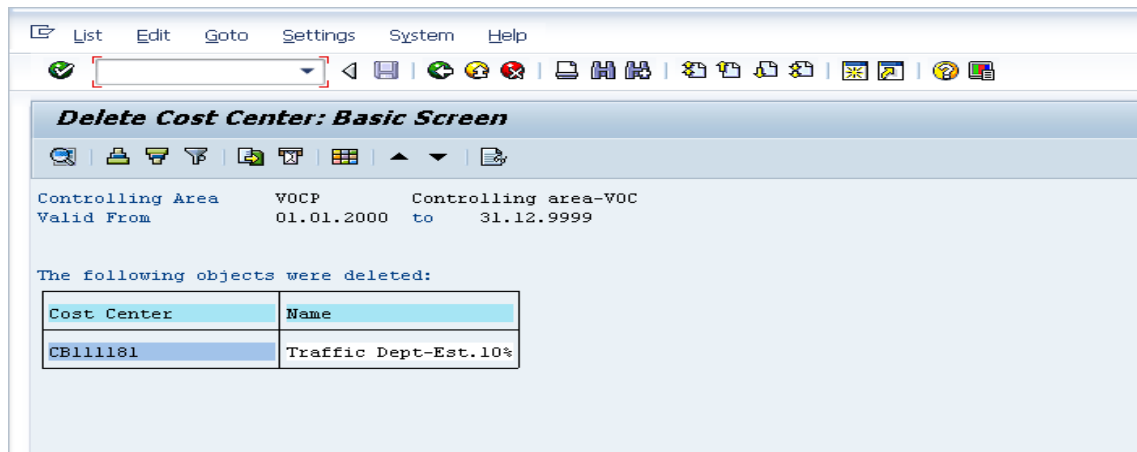 List Edit Goto Settings System Help
Delete Cost Center: Basic Screen
Controlling Area VOCP Controlling area-VOC
Valid From 01.01.2000 to 31.12.9999
The following objects were deleted:
Cost Center Name
CB111181 Traffic Dept-Est.10%